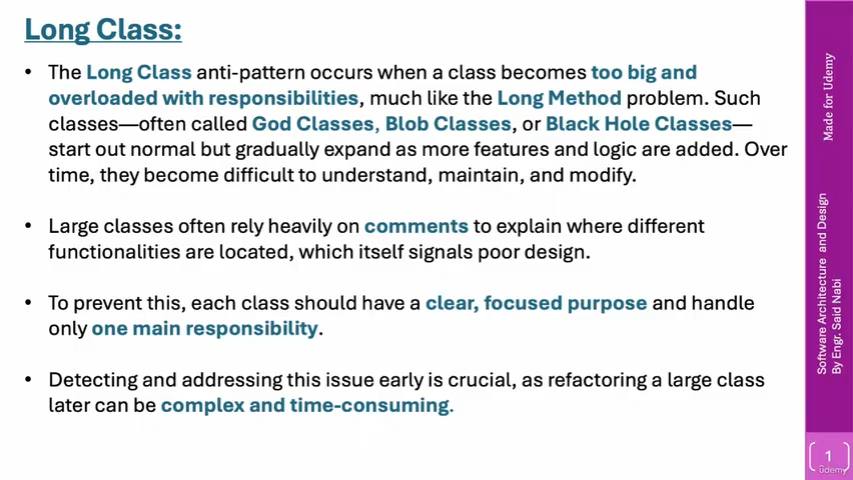 Long Class:
• The Long Class anti-pattern occurs when a class becomes too big and
overloaded with responsibilities, much like the Long Method problem. Such
classes—often called God Classes, Blob Classes, or Black Hole Classes—
start out normal but gradually expand as more features and logic are added. Over
time, they become difficult to understand, maintain, and modify.
• Large classes often rely heavily on comments to explain where different
functionalities are located, which itself signals poor design.
• To prevent this, each class should have a clear, focused purpose and handle
only one main responsibility.
• Detecting and addressing this issue early is crucial, as refactoring a large class
later can be complex and time-consuming.
Made for Udemy
Software Architecture and Design
By Engr. Said Nabi
1
udemy